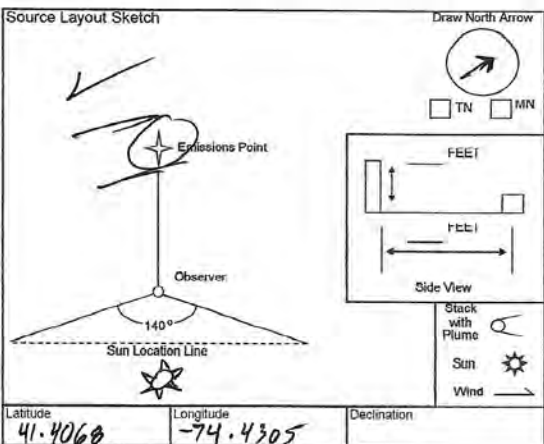 Source Layout Sketch
Draw North Arrow
TN
MN
Emissions Point
FEET
FEET
Side View
Observer
140°
Sun Location Line
Stack
with
Plume
Sun
Wind
Latitude
41.4068
Longitude
-74.4305
Declination